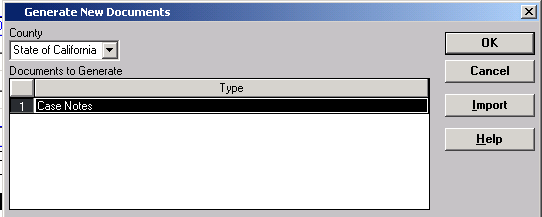 Generate New Documents
County
State of California
OK
Documents to Generate
Cancel
Type
1 Case Notes
Import
Help